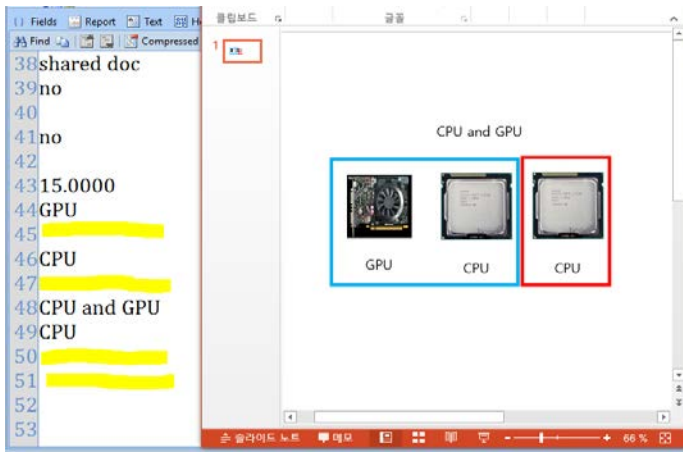 {} Fields Report Text
Find Compressed
38 shared doc
39 no
40
41 no
42
43 15.0000
44 GPU
45
46 CPU
47
48 CPU and GPU
49 CPU
50
51
52
53
클립보드 글꼴
1
CPU and GPU
GPU CPU CPU
슬라이드 노트 메모 66 %